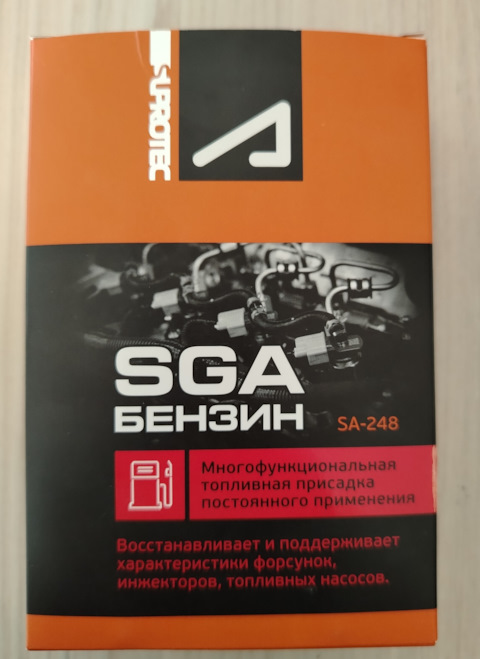 SUPROTEC
SGA
БЕНЗИН
SA-248
Многофункциональная
топливная присадка
постоянного применения
Восстанавливает и поддерживает
характеристики форсунок,
инжекторов, топливных насосов.